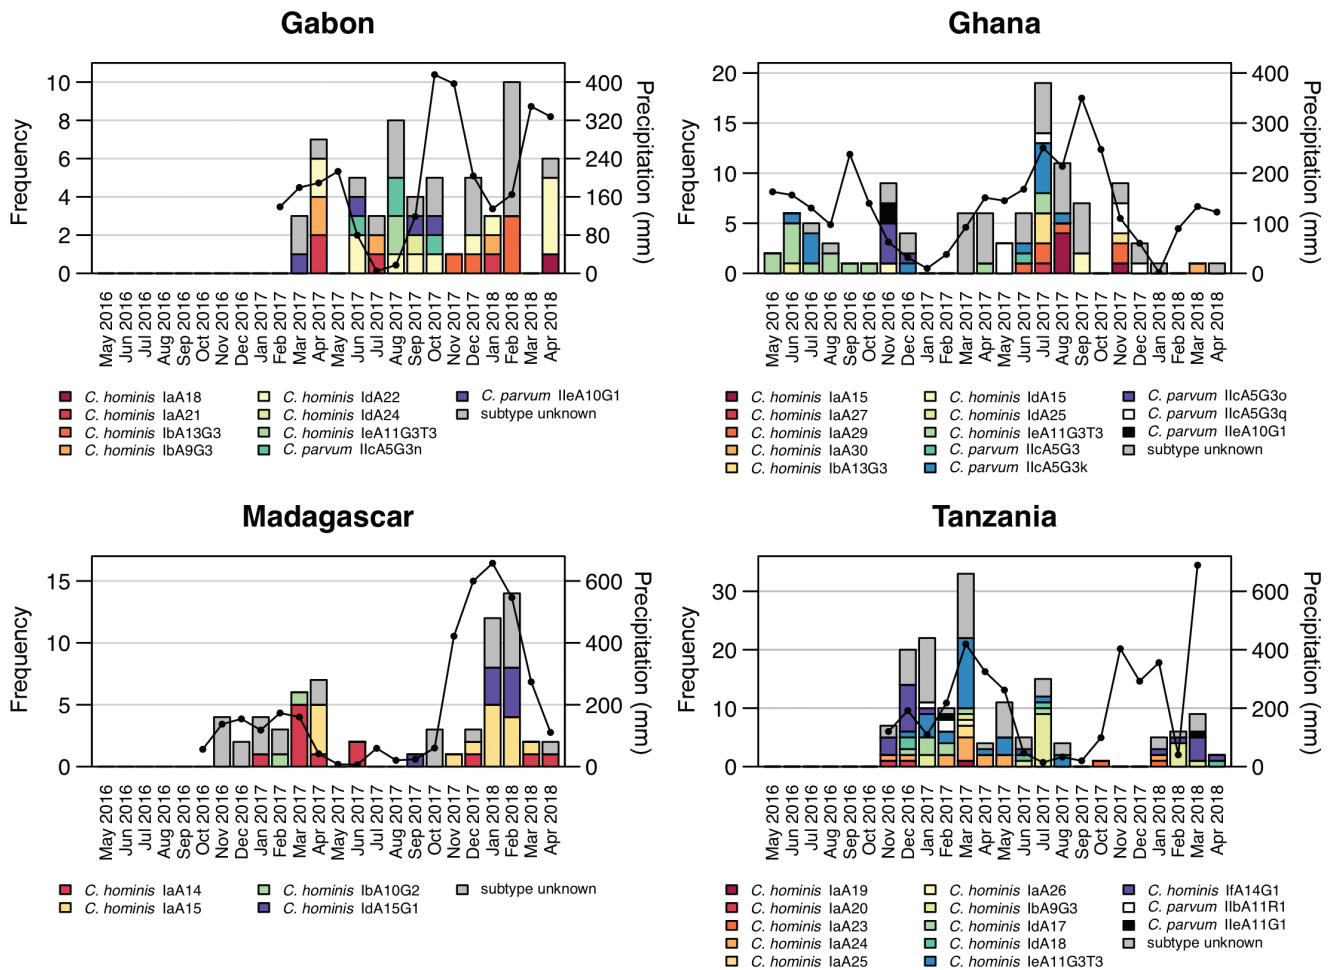 Gabon
Frequency
10
8
6
4
2
0
400
320
240
160
80
0
Precipitation (mm)
May 2016
Jun 2016
Jul 2016
Aug 2016
Sep 2016
Oct 2016
Nov 2016
Dec 2016
Jan 2017
Feb 2017
Mar 2017
Apr 2017
May 2017
Jun 2017
Jul 2017
Aug 2017
Sep 2017
Oct 2017
Nov 2017
Dec 2017
Jan 2018
Feb 2018
Mar 2018
Apr 2018
C. hominis IaA18
C. hominis IaA21
C. hominis IbA13G3
C. hominis IbA9G3
C. hominis IdA22
C. hominis IdA24
C. hominis IeA11G3T3
C. parvum IIcA5G3n
C. parvum IIeA10G1
subtype unknown
Ghana
Frequency
20
15
10
5
0
400
300
200
100
0
Precipitation (mm)
May 2016
Jun 2016
Jul 2016
Aug 2016
Sep 2016
Oct 2016
Nov 2016
Dec 2016
Jan 2017
Feb 2017
Mar 2017
Apr 2017
May 2017
Jun 2017
Jul 2017
Aug 2017
Sep 2017
Oct 2017
Nov 2017
Dec 2017
Jan 2018
Feb 2018
Mar 2018
Apr 2018
C. hominis IaA15
C. hominis IaA27
C. hominis IaA29
C. hominis IaA30
C. hominis IbA13G3
C. hominis IdA15
C. hominis IdA25
C. hominis IeA11G3T3
C. parvum IIcA5G3
C. parvum IIcA5G3k
C. parvum IIcA5G3o
C. parvum IIcA5G3q
C. parvum IIeA10G1
subtype unknown
Madagascar
Frequency
15
10
5
0
600
400
200
0
Precipitation (mm)
May 2016
Jun 2016
Jul 2016
Aug 2016
Sep 2016
Oct 2016
Nov 2016
Dec 2016
Jan 2017
Feb 2017
Mar 2017
Apr 2017
May 2017
Jun 2017
Jul 2017
Aug 2017
Sep 2017
Oct 2017
Nov 2017
Dec 2017
Jan 2018
Feb 2018
Mar 2018
Apr 2018
C. hominis IaA14
C. hominis IaA15
C. hominis IbA10G2
C. hominis IdA15G1
subtype unknown
Tanzania
Frequency
30
20
10
0
600
400
200
0
Precipitation (mm)
May 2016
Jun 2016
Jul 2016
Aug 2016
Sep 2016
Oct 2016
Nov 2016
Dec 2016
Jan 2017
Feb 2017
Mar 2017
Apr 2017
May 2017
Jun 2017
Jul 2017
Aug 2017
Sep 2017
Oct 2017
Nov 2017
Dec 2017
Jan 2018
Feb 2018
Mar 2018
Apr 2018
C. hominis IaA19
C. hominis IaA20
C. hominis IaA23
C. hominis IaA24
C. hominis IaA25
C. hominis IaA26
C. hominis IbA9G3
C. hominis IdA17
C. hominis IdA18
C. hominis IeA11G3T3
C. hominis IfA14G1
C. parvum IIbA11R1
C. parvum IIeA11G1
subtype unknown